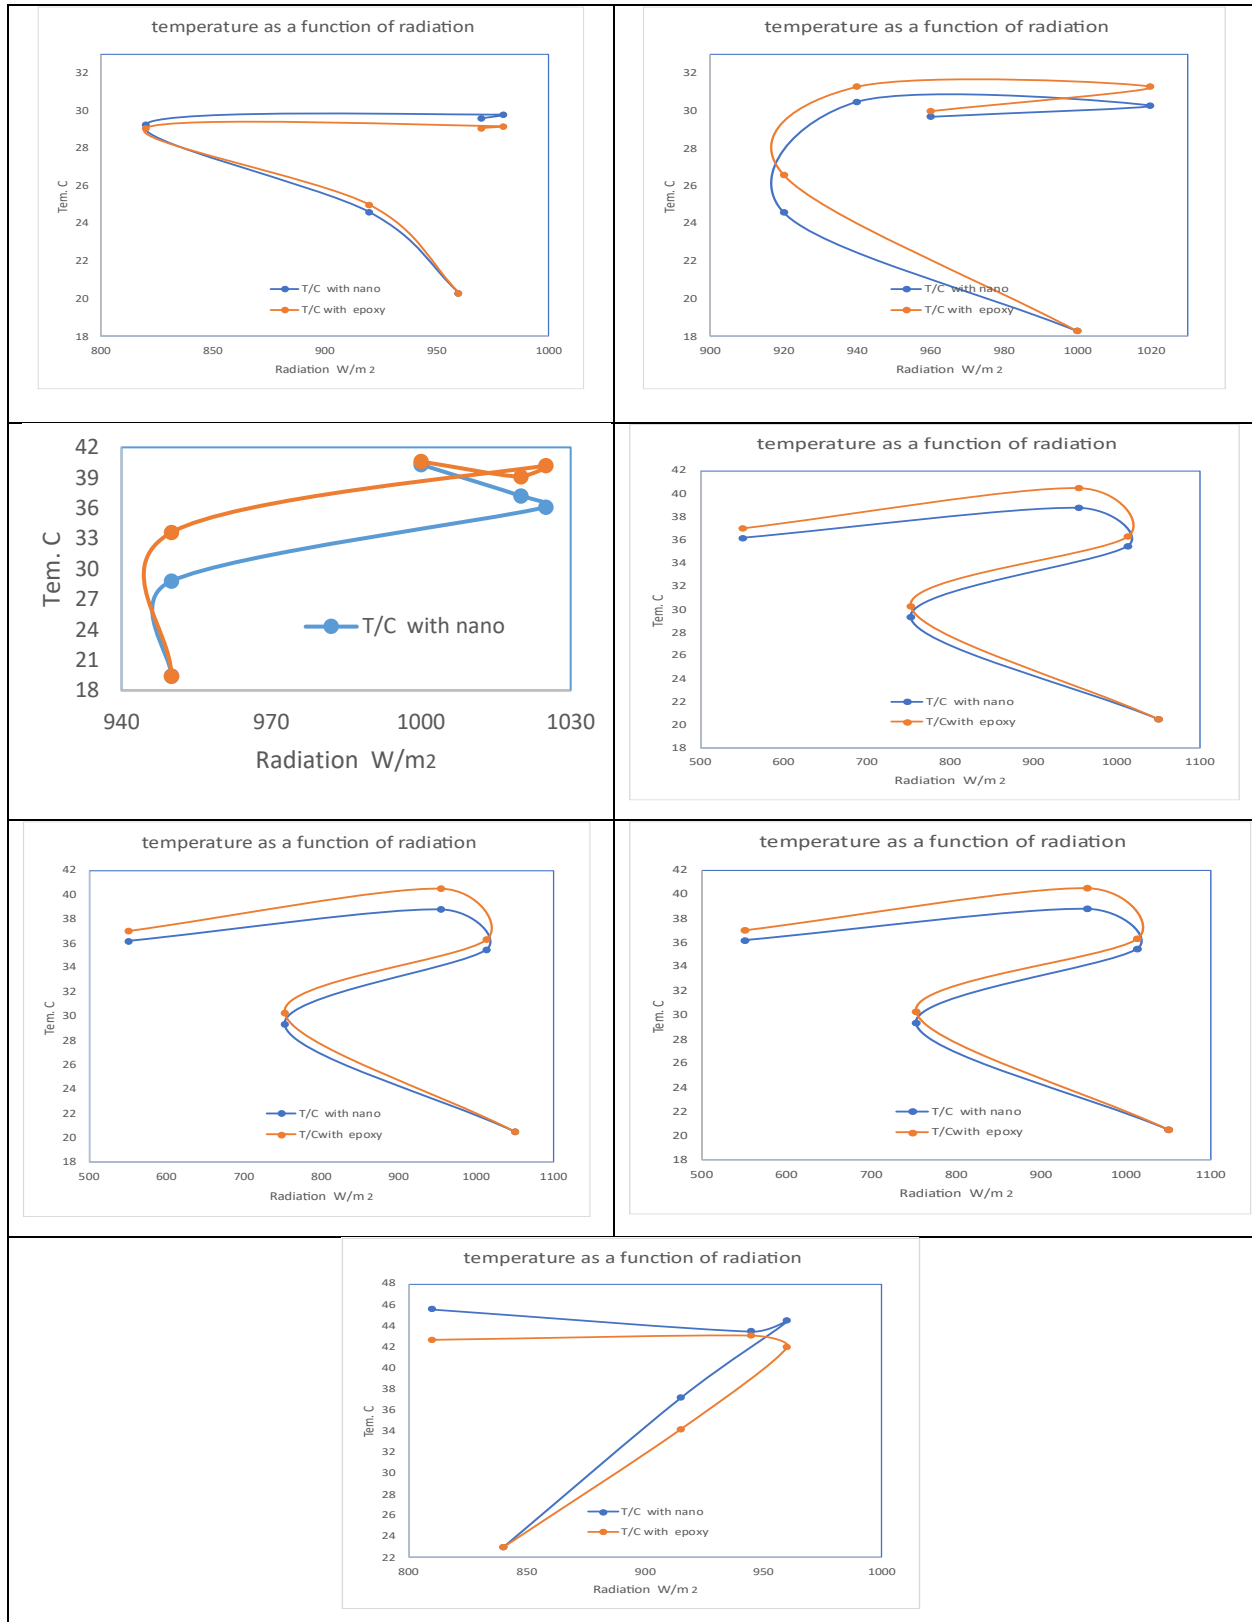 temperature as a function of radiation
32
30
28
26
24
22
20
18
Tem. C
T/C with nano
T/C with epoxy
800 850 900 950 1000
Radiation W/m 2
temperature as a function of radiation
32
30
28
26
24
22
20
18
Tem. C
T/C with nano
T/C with epoxy
900 920 940 960 980 1000 1020
Radiation W/m 2
42
39
36
33
30
27
24
21
18
Tem. C
T/C with nano
940 970 1000 1030
Radiation W/m2
temperature as a function of radiation
42
40
38
36
34
32
30
28
26
24
22
20
18
Tem. C
T/C with nano
T/Cwith epoxy
500 600 700 800 900 1000 1100
Radiation W/m 2
temperature as a function of radiation
42
40
38
36
34
32
30
28
26
24
22
20
18
Tem. C
T/C with nano
T/Cwith epoxy
500 600 700 800 900 1000 1100
Radiation W/m 2
temperature as a function of radiation
42
40
38
36
34
32
30
28
26
24
22
20
18
Tem. C
T/C with nano
T/Cwith epoxy
500 600 700 800 900 1000 1100
Radiation W/m 2
temperature as a function of radiation
48
46
44
42
40
38
36
34
32
30
28
26
24
22
Tem. C
T/C with nano
T/C with epoxy
800 850 900 950 1000
Radiation W/m 2